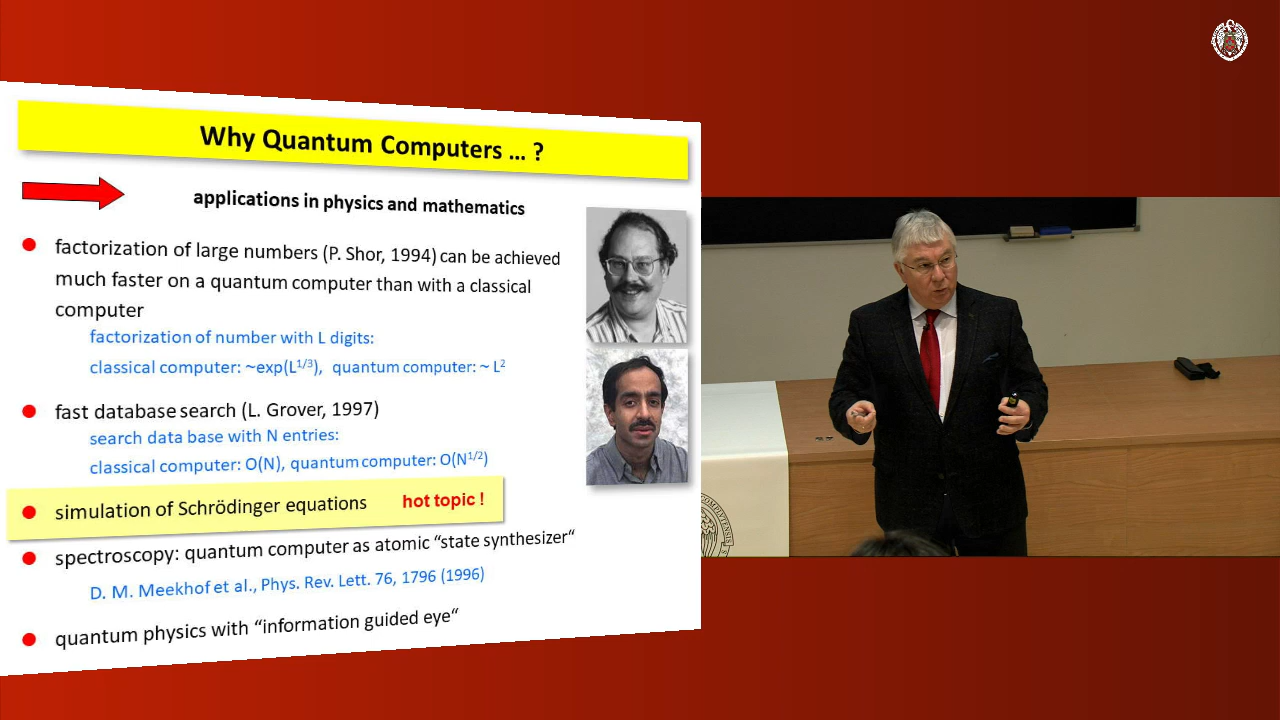 Why Quantum Computers ... ?
applications in physics and mathematics
factorization of large numbers (P. Shor, 1994) can be achieved
much faster on a quantum computer than with a classical
computer
factorization of number with L digits:
classical computer: ~exp(L^1/3), quantum computer: ~ L^2
fast database search (L. Grover, 1997)
search data base with N entries:
classical computer: O(N), quantum computer: O(N^1/2)
simulation of Schrödinger equations hot topic !
spectroscopy: quantum computer as atomic “state synthesizer“
D. M. Meekhof et al., Phys. Rev. Lett. 76, 1796 (1996)
quantum physics with “information guided eye“